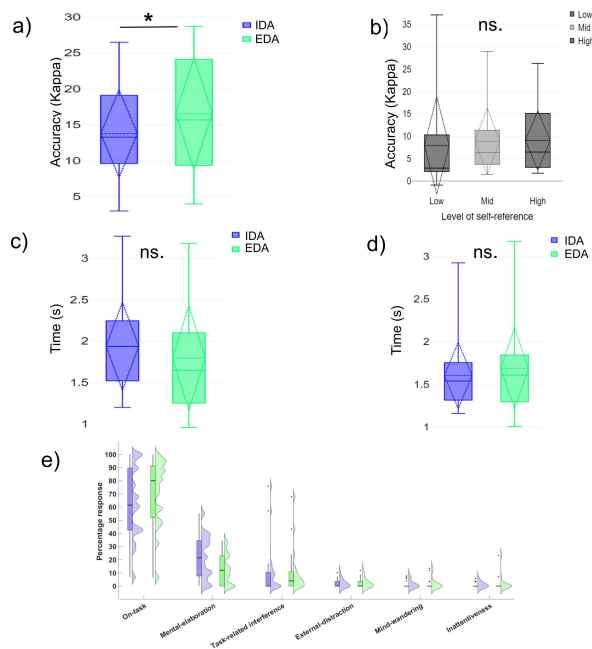 a)
*
IDA
EDA
30
25
20
15
10
5
Accuracy (Kappa)
b)
ns.
Low
Mid
High
35
30
25
20
15
10
5
0
Accuracy (Kappa)
Low Mid High
Level of self-reference
c)
ns.
IDA
EDA
3
2.5
2
1.5
1
Time (s)
d)
ns.
IDA
EDA
3
2.5
2
1.5
1
Time (s)
e)
100
90
80
70
60
50
40
30
20
10
0
Percentage response
On-task
Mental-elaboration
Task-related interference
External-distraction
Mind-wandering
Inattentiveness